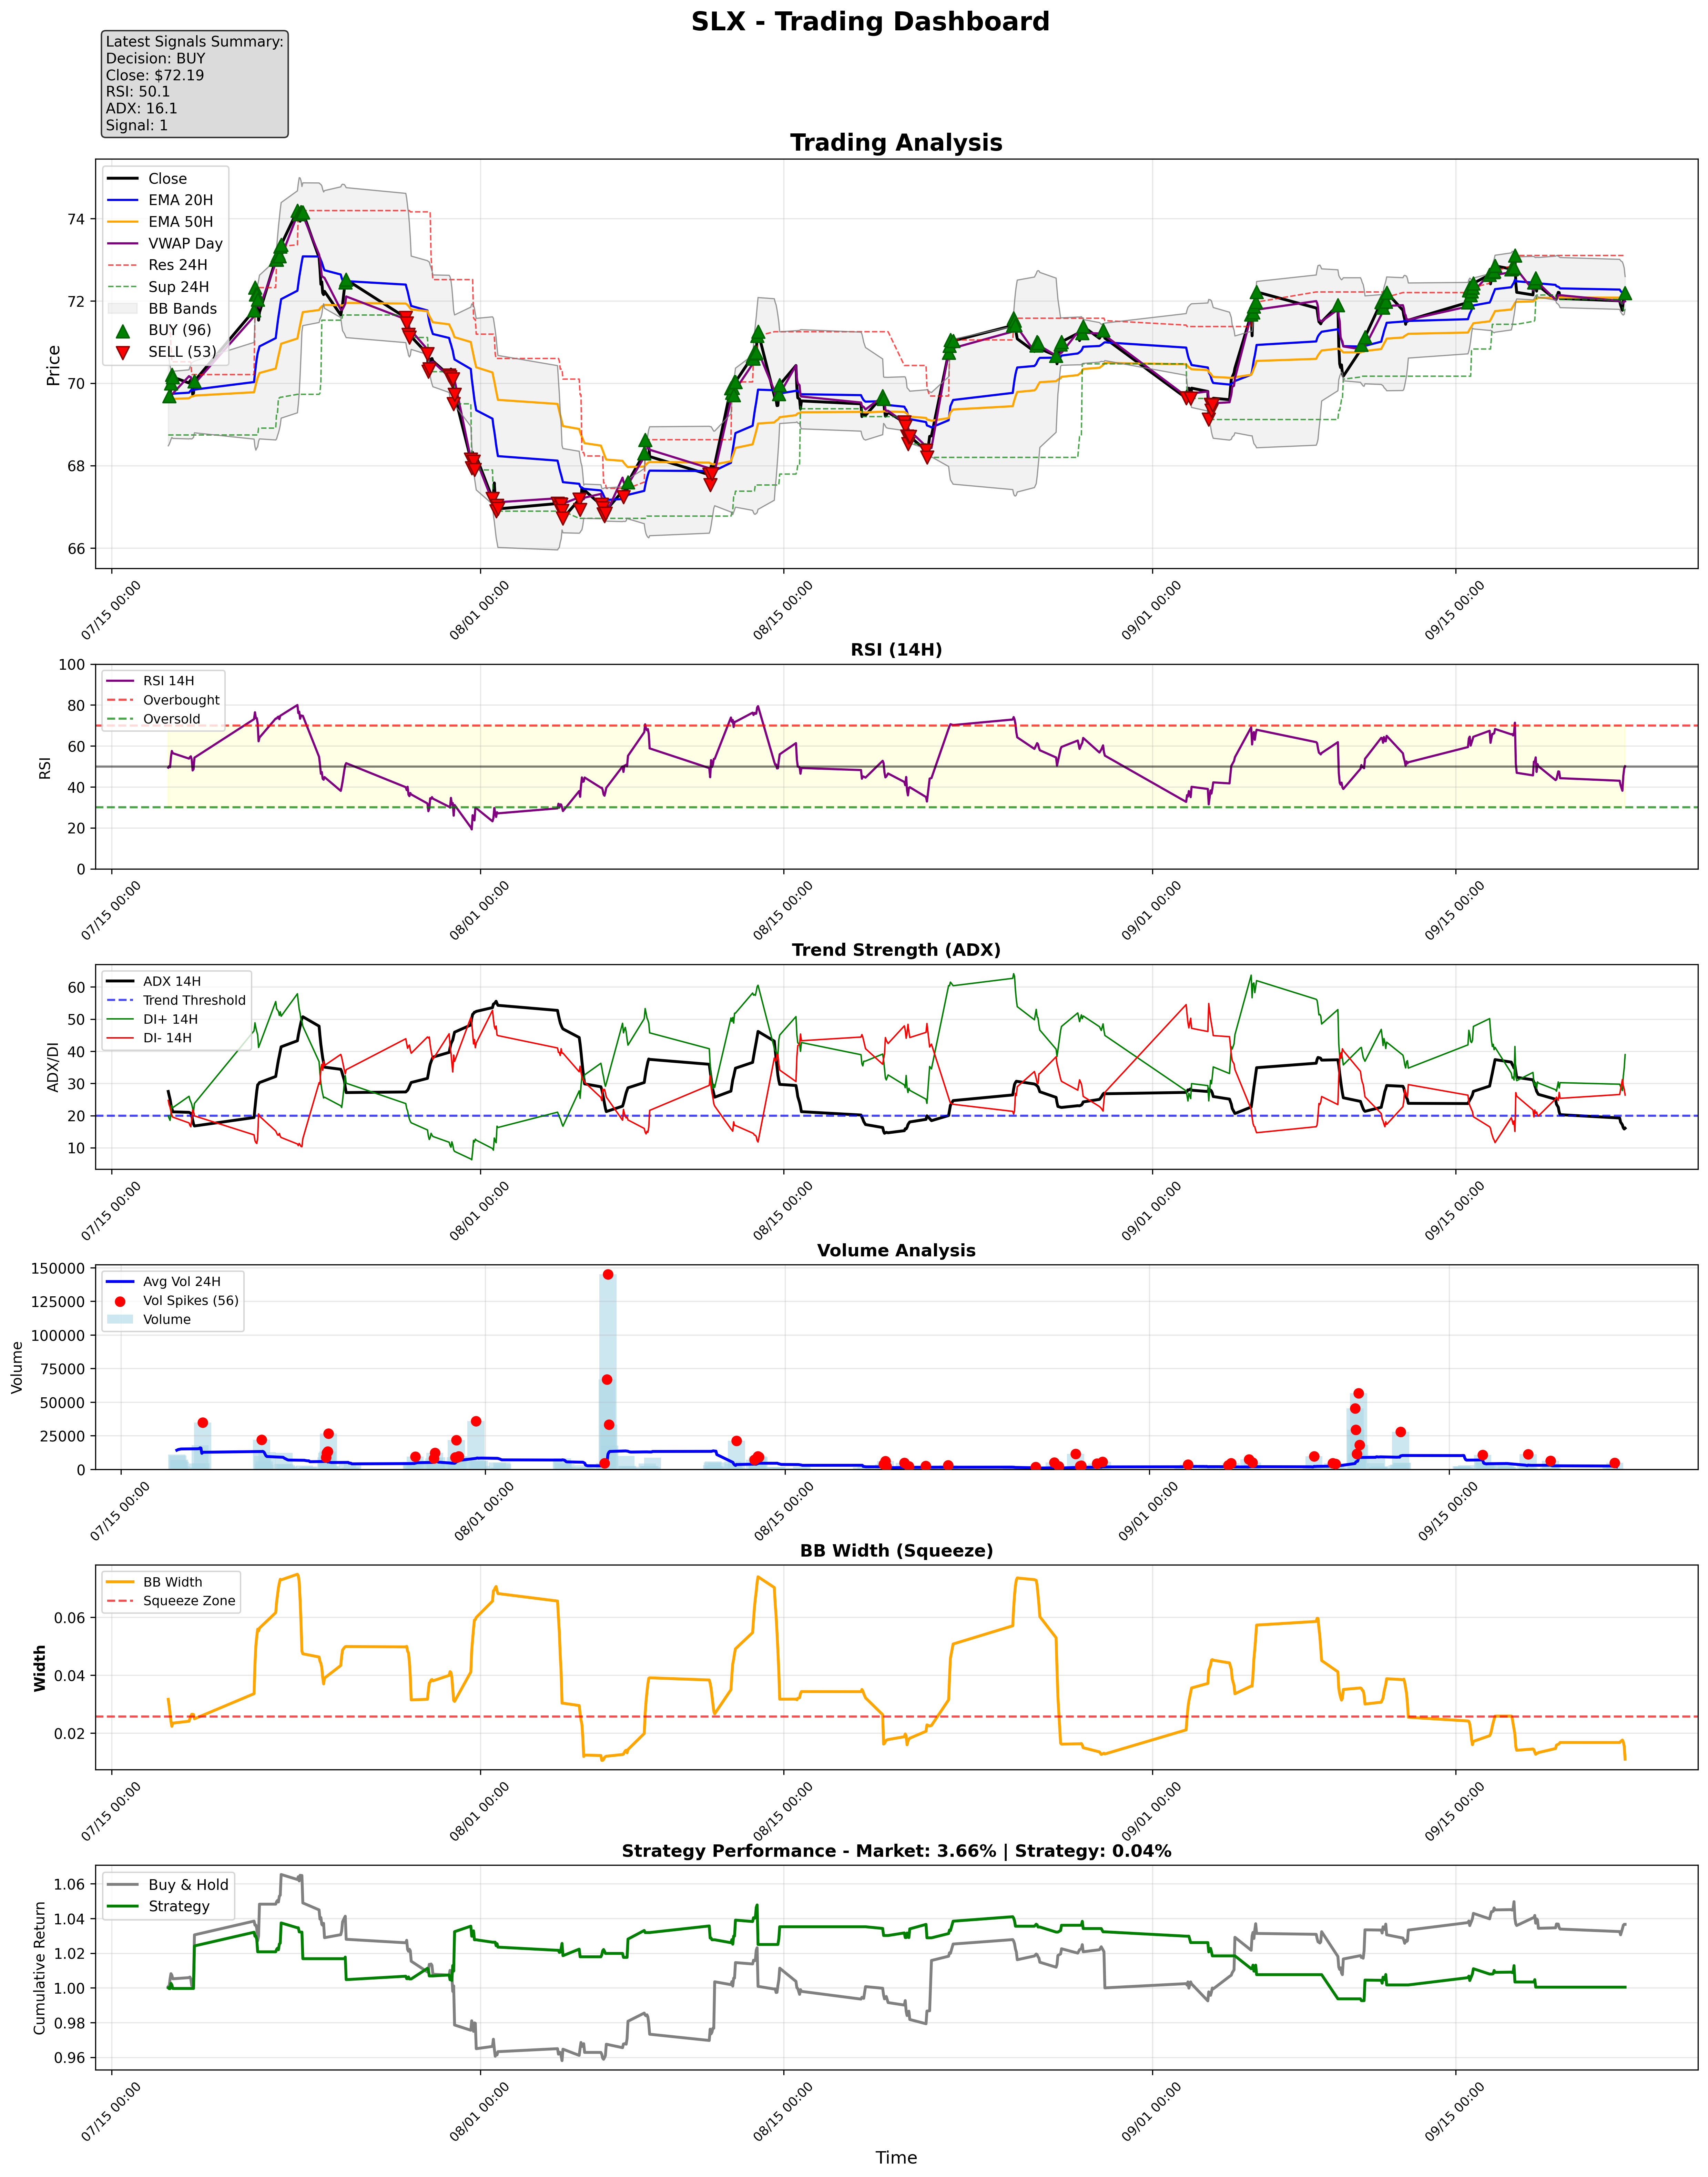 SLX - Trading Dashboard
Latest Signals Summary:
Decision: BUY
Close: $72.19
RSI: 50.1
ADX: 16.1
Signal: 1
Trading Analysis
Close
EMA 20H
EMA 50H
VWAP Day
Res 24H
Sup 24H
BB Bands
BUY (96)
SELL (53)
Price
74
72
70
68
66
07/15 00:00
08/01 00:00
08/15 00:00
09/01 00:00
09/15 00:00
RSI (14H)
RSI 14H
Overbought
Oversold
RSI
100
80
60
40
20
0
07/15 00:00
08/01 00:00
08/15 00:00
09/01 00:00
09/15 00:00
Trend Strength (ADX)
ADX 14H
Trend Threshold
DI+ 14H
DI- 14H
ADX/DI
60
50
40
30
20
10
07/15 00:00
08/01 00:00
08/15 00:00
09/01 00:00
09/15 00:00
Volume Analysis
Avg Vol 24H
Vol Spikes (56)
Volume
Volume
150000
125000
100000
75000
50000
25000
0
07/15 00:00
08/01 00:00
08/15 00:00
09/01 00:00
09/15 00:00
BB Width (Squeeze)
BB Width
Squeeze Zone
Width
0.06
0.04
0.02
07/15 00:00
08/01 00:00
08/15 00:00
09/01 00:00
09/15 00:00
Strategy Performance - Market: 3.66% | Strategy: 0.04%
Buy & Hold
Strategy
Cumulative Return
1.06
1.04
1.02
1.00
0.98
0.96
07/15 00:00
08/01 00:00
08/15 00:00
09/01 00:00
09/15 00:00
Time